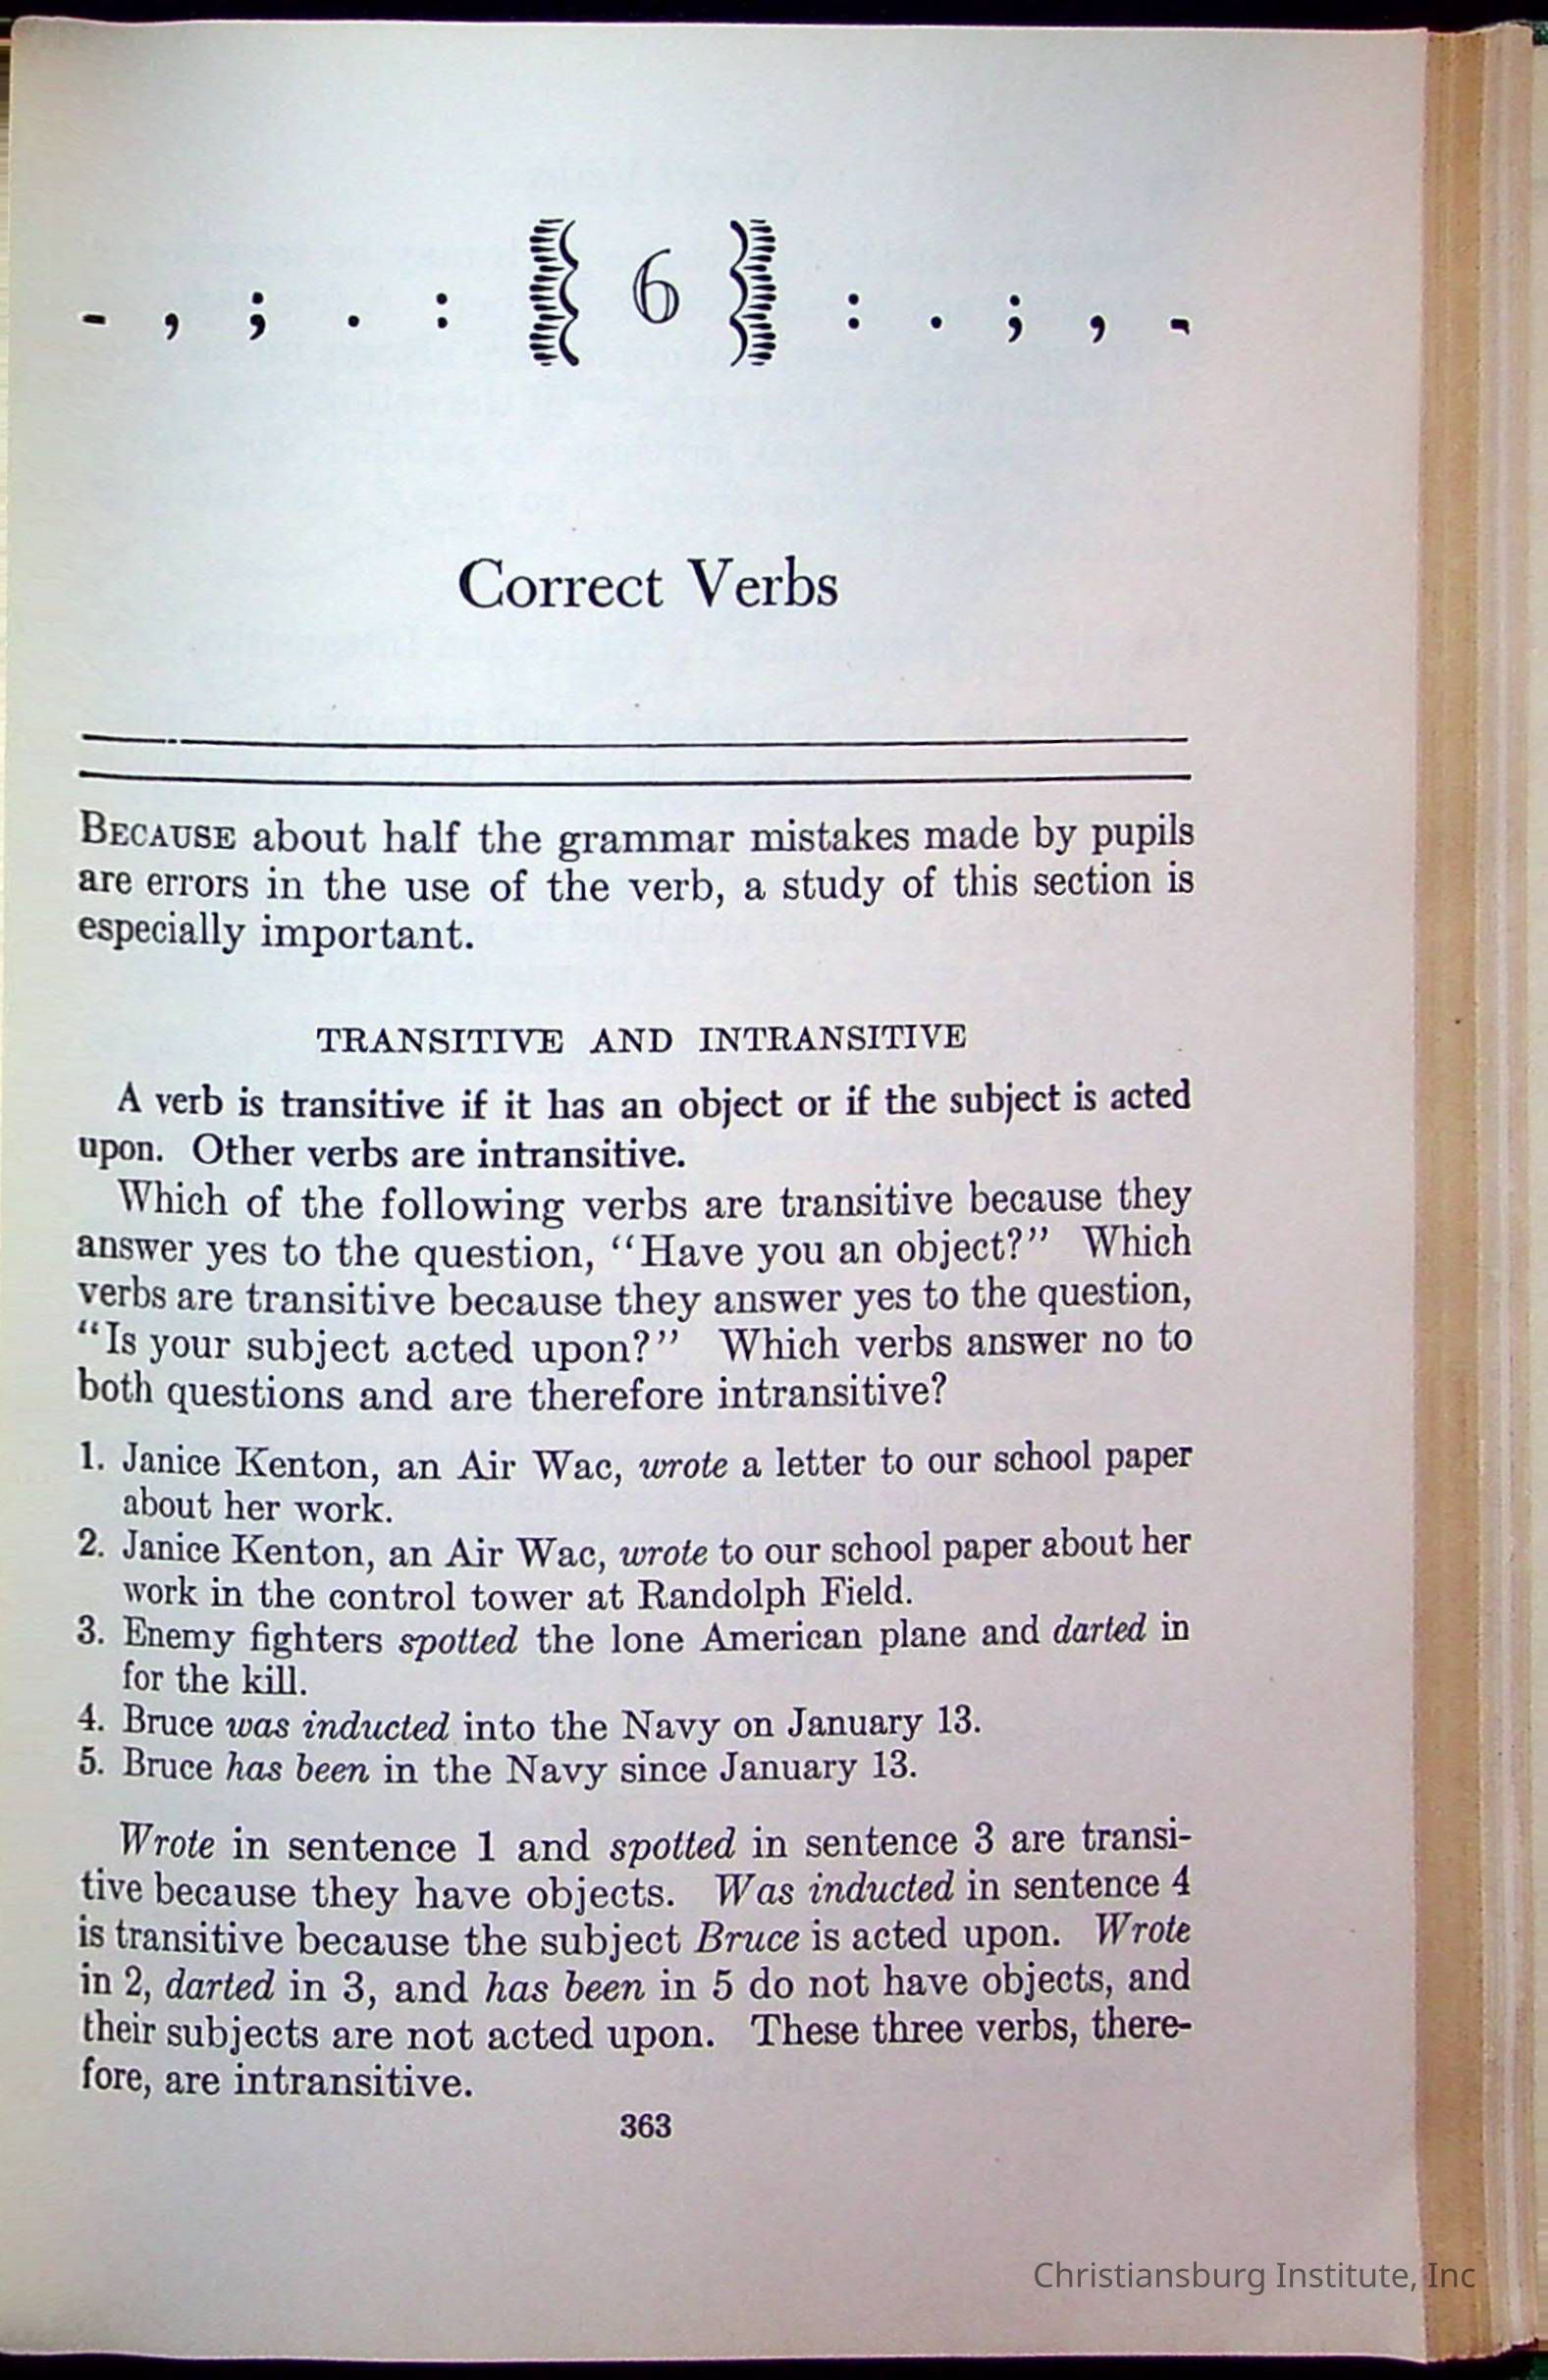 - , ; . : { 6 } : . ; , -
Correct Verbs
BECAUSE about half the grammar mistakes made by pupils
are errors in the use of the verb, a study of this section is
especially important.
TRANSITIVE AND INTRANSITIVE
A verb is transitive if it has an object or if the subject is acted
upon. Other verbs are intransitive.
Which of the following verbs are transitive because they
answer yes to the question, “Have you an object?” Which
verbs are transitive because they answer yes to the question,
“Is your subject acted upon?” Which verbs answer no to
both questions and are therefore intransitive?
1. Janice Kenton, an Air Wac, wrote a letter to our school paper
about her work.
2. Janice Kenton, an Air Wac, wrote to our school paper about her
work in the control tower at Randolph Field.
3. Enemy fighters spotted the lone American plane and darted in
for the kill.
4. Bruce was inducted into the Navy on January 13.
5. Bruce has been in the Navy since January 13.
Wrote in sentence 1 and spotted in sentence 3 are transi-
tive because they have objects. Was inducted in sentence 4
is transitive because the subject Bruce is acted upon. Wrote
in 2, darted in 3, and has been in 5 do not have objects, and
their subjects are not acted upon. These three verbs, there-
fore, are intransitive.
363
Christiansburg Institute, Inc